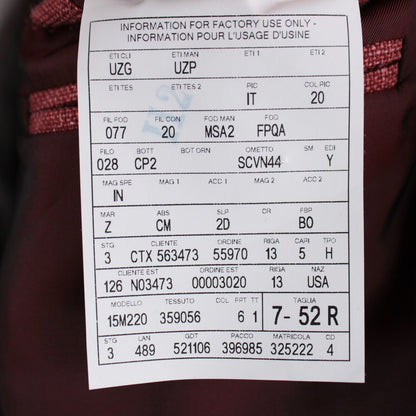 INFORMATION FOR FACTORY USE ONLY -
INFORMATION POUR L'USAGE D'USINE
ETI CLI ETI MAN ETI 1 ETI 2
UZG UZP
ETI TES ETI TES 2 PIC COL PIC
IT 20
K2
FIL FOD FIL CON FOD MAN FOD
077 20 MSA2 FPQA
FILO BOTT BOT ORN OMETTO SM EDI
028 CP2 SCVN44 Y
MAG SPE MAG 1 MAG 2 ACC 1 ACC 2
IN
MAR ABS SLP CR FBP
Z CM 2D BO
STG CLIENTE ORDINE RIGA CAP TPO
3 CTX 563473 55970 13 5 H
CLIENTE EST ORDINE EST RIGA NAZ
126 N03473 00003020 13 USA
MODELLO TESSUTO COL FPT T1 TAGLIA
15M220 359056 6 1 7- 52 R
STG LAN GDT PACCO MATRICOLA CD
3 489 521106 396985 325222 4